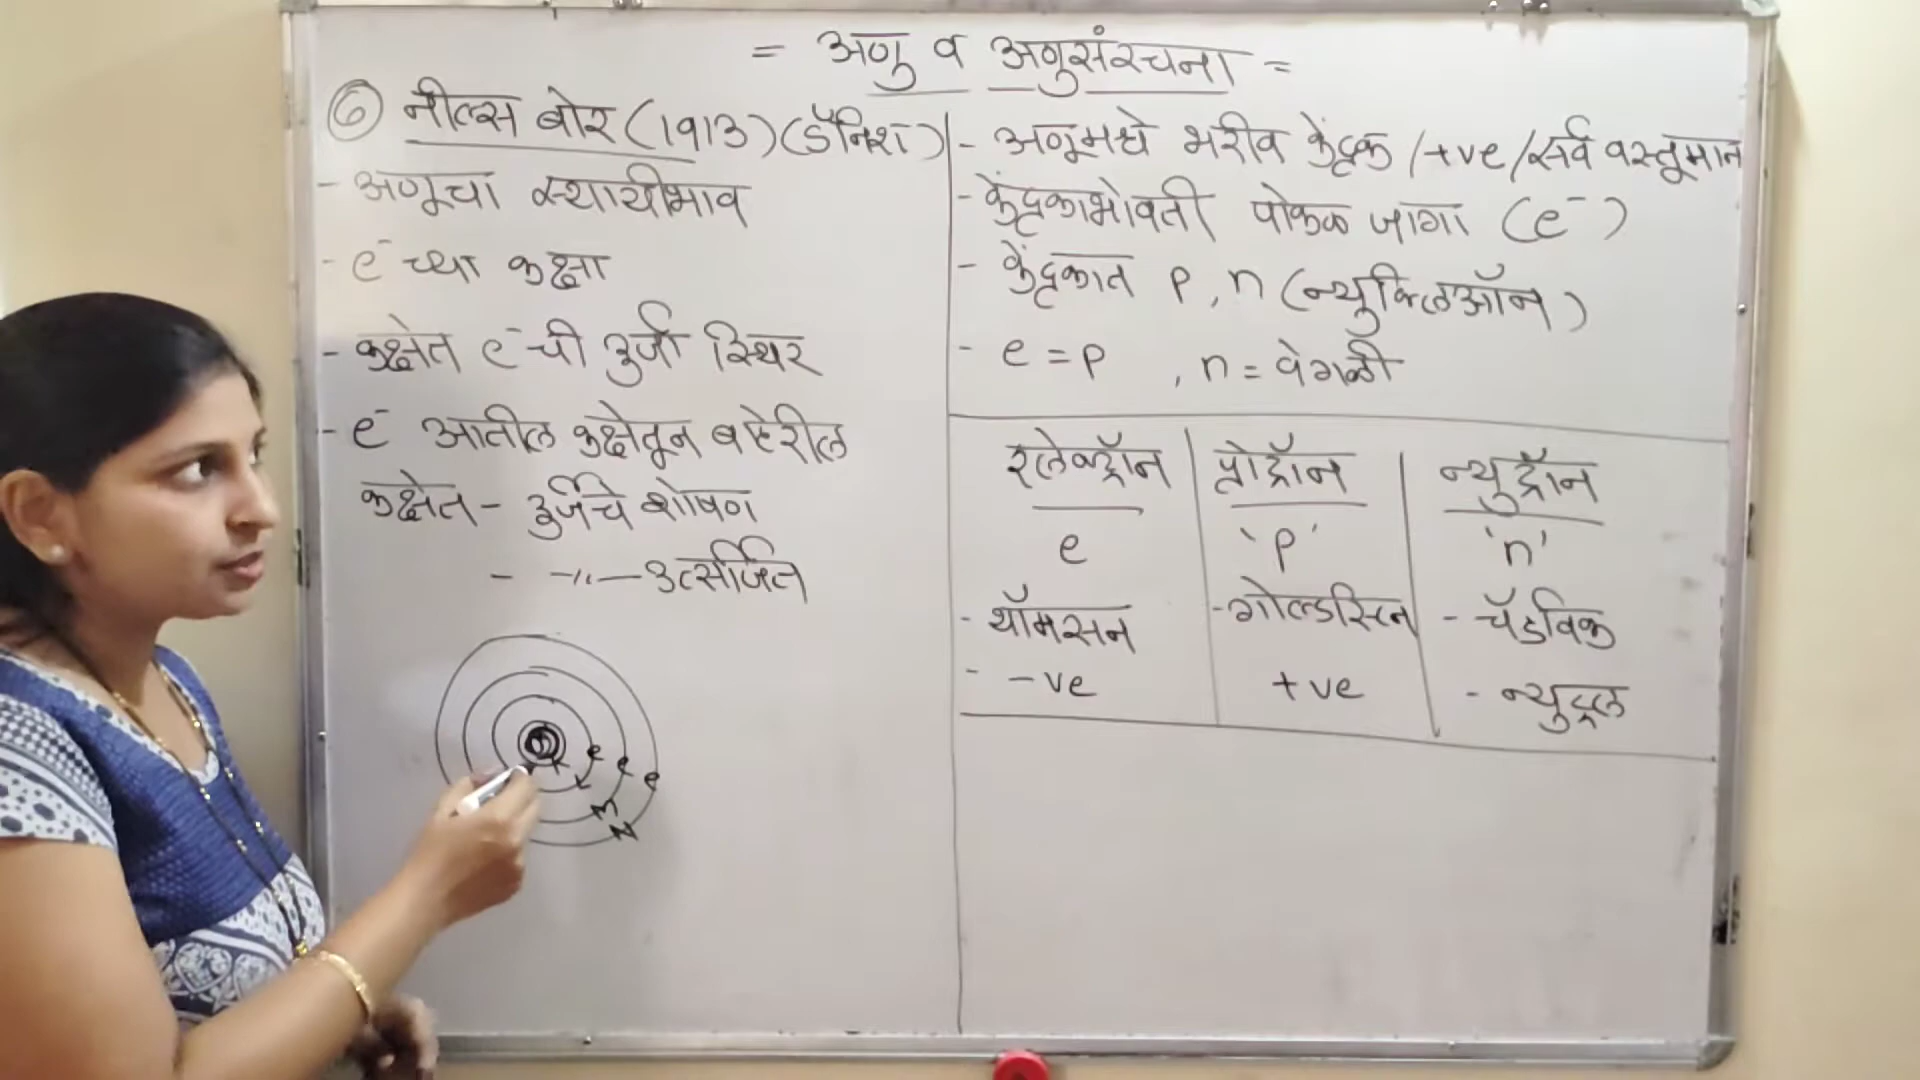 = अणु व अणुसंरचना =
⑥ नील्स बोर (1913) (डॅनिश)
- अणूचा स्थायीभाव
- e⁻ च्या कक्षा
- कक्षेत e⁻ ची ऊर्जा स्थिर
- e⁻ आतील कक्षेतून बाहेरील
कक्षेत - ऊर्जेचे शोषण
- -〃- उत्सर्जित
e e e
M
N
- अणूमधे भरीव केंद्रक /+ve/सर्व वस्तूमान
- केंद्रकाभोवती पोकळ जागा (e⁻)
- केंद्रकात p, n (न्युक्लिऑन)
- e = p , n = वेगळी
इलेक्ट्रॉन प्रोट्रॉन न्युट्रॉन
e 'p' 'n'
- थॉमसन - गोल्डस्टिन - चॅडविक
- -ve +ve - न्युट्रल